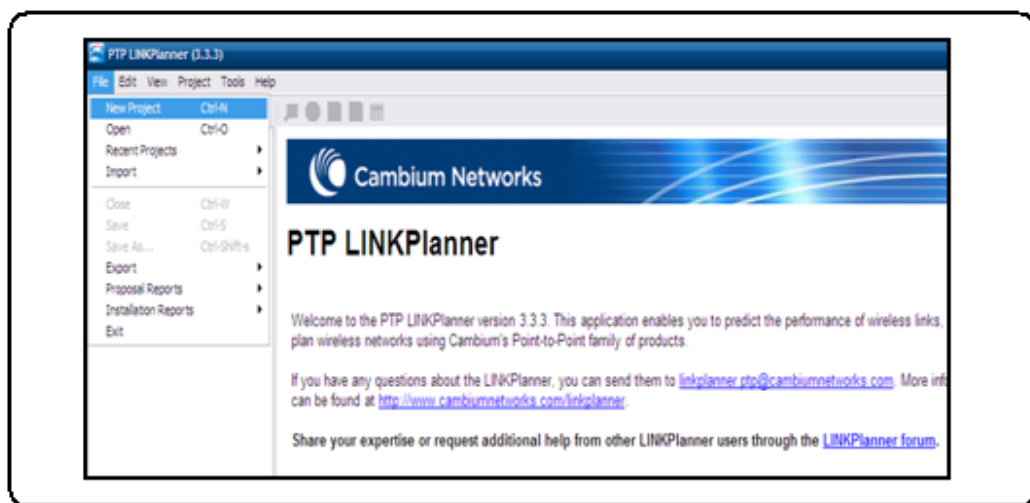 PTP LINKPlanner (3.3.3)
File Edit View Project Tools Help
New Project Ctrl-N
Open Ctrl-O
Recent Projects
Import
Close Ctrl-W
Save Ctrl-S
Save As... Ctrl-Shift-s
Export
Proposal Reports
Installation Reports
Exit
Cambium Networks
PTP LINKPlanner
Welcome to the PTP LINKPlanner version 3.3.3. This application enables you to predict the performance of wireless links,
plan wireless networks using Cambium's Point-to-Point family of products.
If you have any questions about the LINKPlanner, you can send them to linkplanner.ptp@cambiumnetworks.com. More info
can be found at http://www.cambiumnetworks.com/linkplanner.
Share your expertise or request additional help from other LINKPlanner users through the LINKPlanner forum.